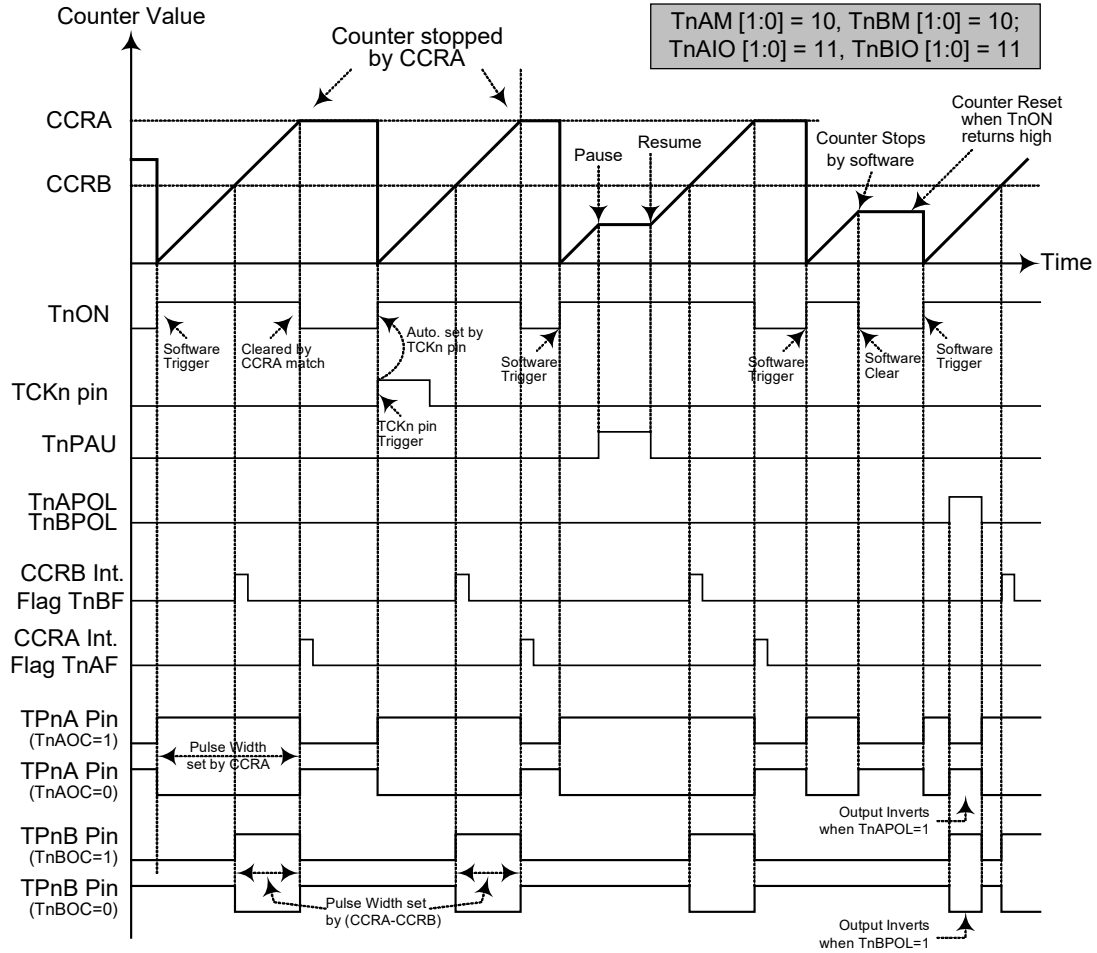 Counter Value
TnAM [1:0] = 10, TnBM [1:0] = 10;
TnAIO [1:0] = 11, TnBIO [1:0] = 11
Counter stopped
by CCRA
Counter Reset
when TnON
returns high
CCRA
Counter Stops
by software
Pause
Resume
CCRB
Time
TnON
Software
Trigger
Cleared by
CCRA match
Auto. set by
TCKn pin
Software
Trigger
Software
Trigger
Software
Clear
Software
Trigger
TCKn pin
TCKn pin
Trigger
TnPAU
TnAPOL
TnBPOL
CCRB Int.
Flag TnBF
CCRA Int.
Flag TnAF
TPnA Pin
(TnAOC=1)
Pulse Width
set by CCRA
TPnA Pin
(TnAOC=0)
Output Inverts
when TnAPOL=1
TPnB Pin
(TnBOC=1)
TPnB Pin
(TnBOC=0)
Pulse Width set
by (CCRA-CCRB)
Output Inverts
when TnBPOL=1